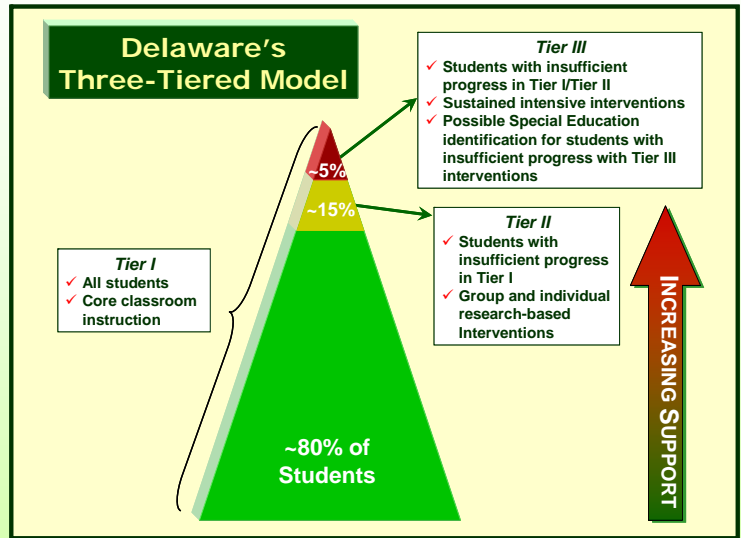 Delaware's
Three-Tiered Model
Tier III
✓ Students with insufficient
progress in Tier I/Tier II
✓ Sustained intensive interventions
✓ Possible Special Education
identification for students with
insufficient progress with Tier III
interventions
~5%
~15%
Tier II
✓ Students with
insufficient progress
in Tier I
✓ Group and individual
research-based
Interventions
Tier I
✓ All students
✓ Core classroom
instruction
~80% of
Students
INCREASING SUPPORT